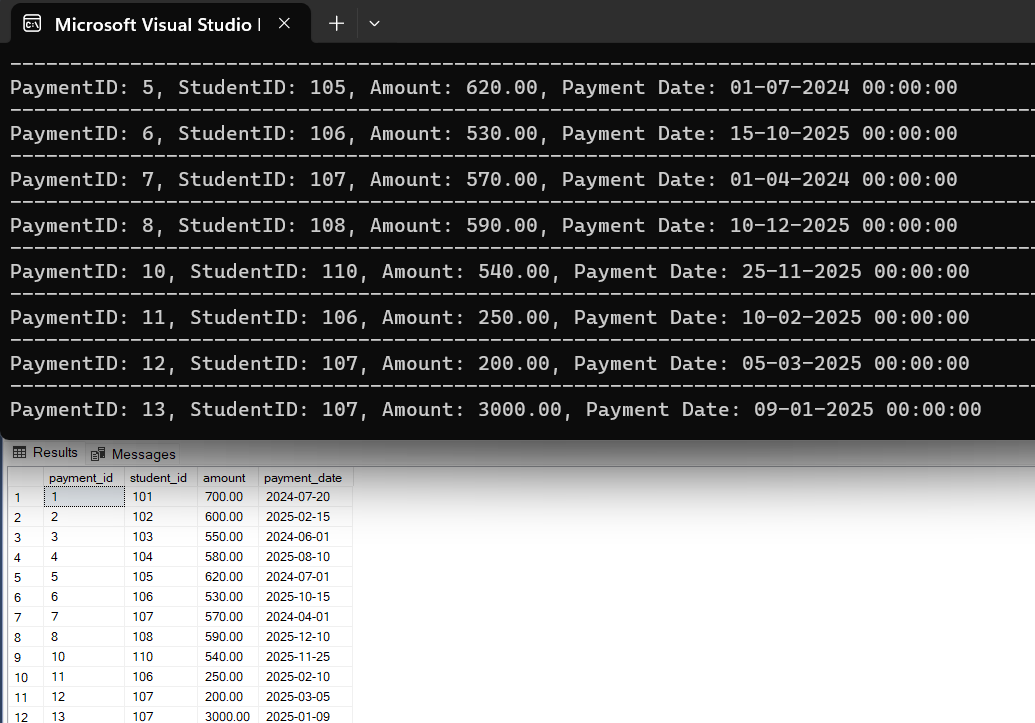 Microsoft Visual Studio
PaymentID: 5, StudentID: 105, Amount: 620.00, Payment Date: 01-07-2024 00:00:00
PaymentID: 6, StudentID: 106, Amount: 530.00, Payment Date: 15-10-2025 00:00:00
PaymentID: 7, StudentID: 107, Amount: 570.00, Payment Date: 01-04-2024 00:00:00
PaymentID: 8, StudentID: 108, Amount: 590.00, Payment Date: 10-12-2025 00:00:00
PaymentID: 10, StudentID: 110, Amount: 540.00, Payment Date: 25-11-2025 00:00:00
PaymentID: 11, StudentID: 106, Amount: 250.00, Payment Date: 10-02-2025 00:00:00
PaymentID: 12, StudentID: 107, Amount: 200.00, Payment Date: 05-03-2025 00:00:00
PaymentID: 13, StudentID: 107, Amount: 3000.00, Payment Date: 09-01-2025 00:00:00
Results Messages
payment_id student_id amount payment_date
1 1 101 700.00 2024-07-20
2 2 102 600.00 2025-02-15
3 3 103 550.00 2024-06-01
4 4 104 580.00 2025-08-10
5 5 105 620.00 2024-07-01
6 6 106 530.00 2025-10-15
7 7 107 570.00 2024-04-01
8 8 108 590.00 2025-12-10
9 10 110 540.00 2025-11-25
10 11 106 250.00 2025-02-10
11 12 107 200.00 2025-03-05
12 13 107 3000.00 2025-01-09